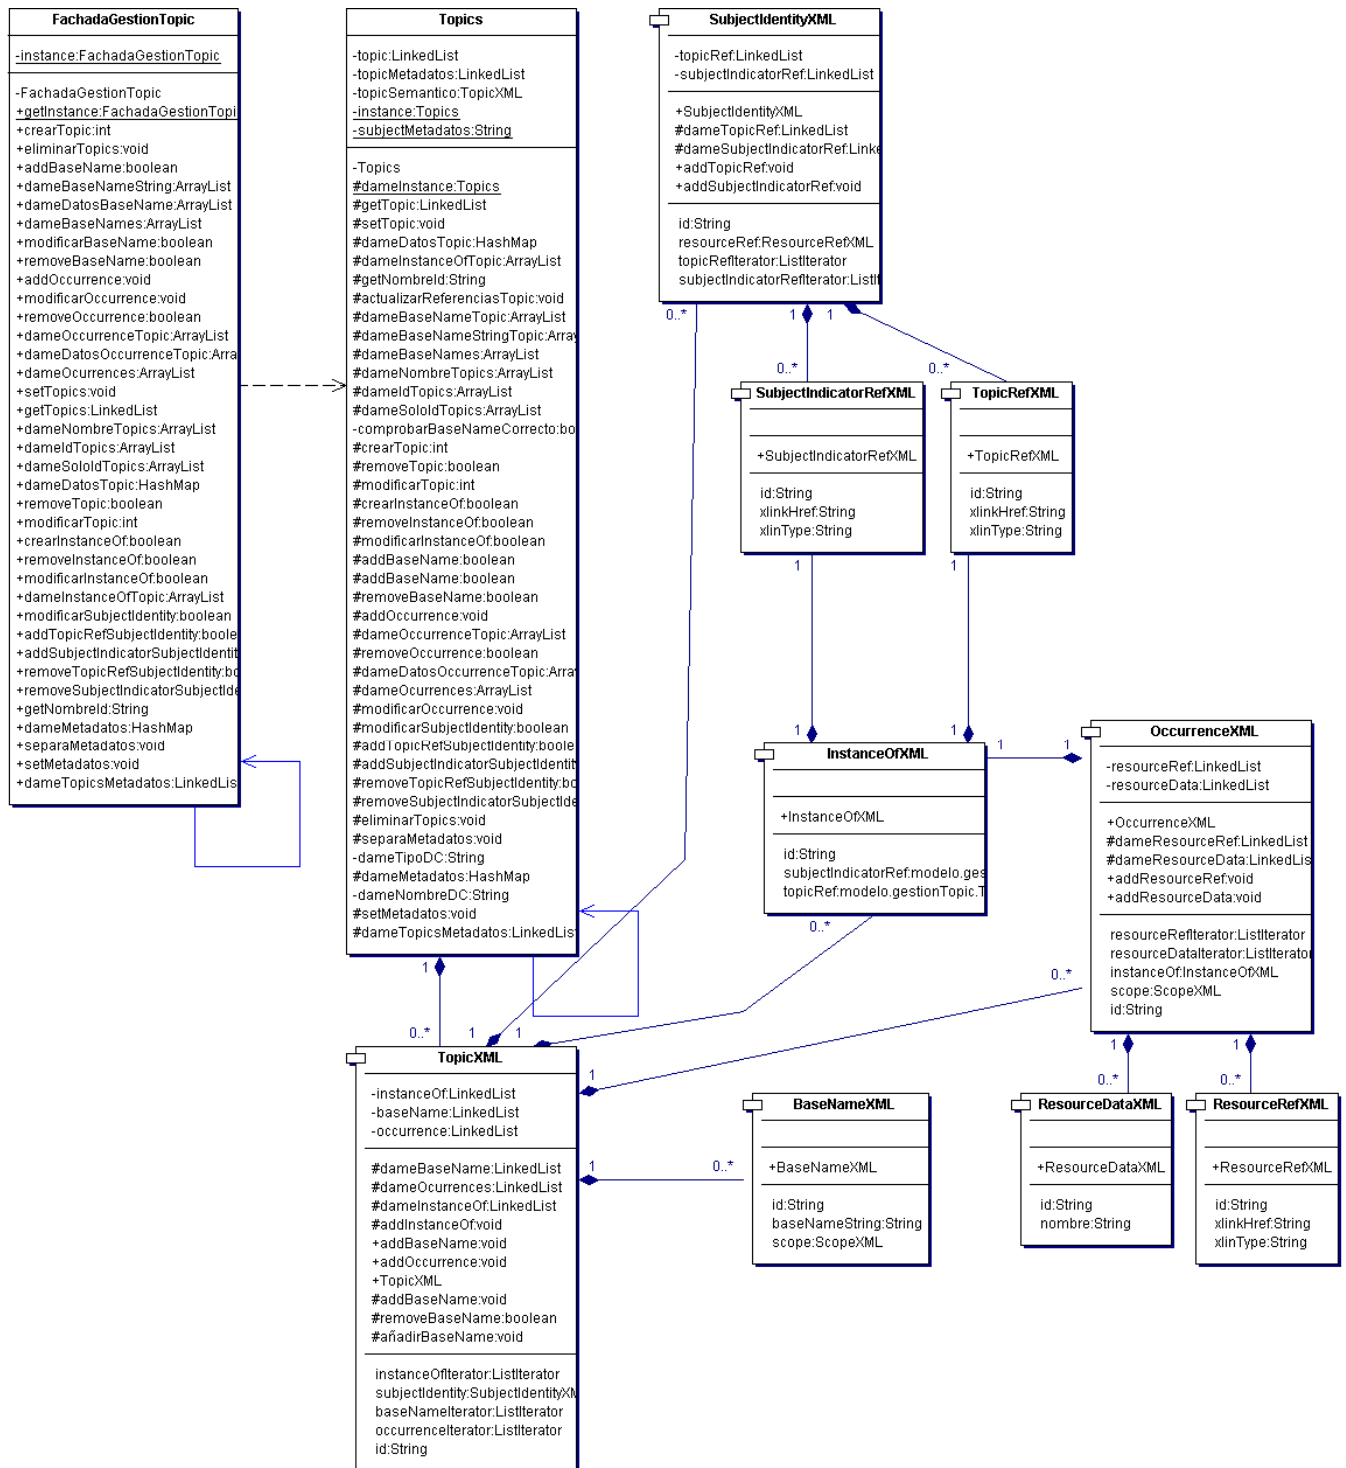 FachadaGestionTopic
-instance:FachadaGestionTopic
-FachadaGestionTopic
+getInstance:FachadaGestionTopi
+crearTopic:int
+eliminarTopics:void
+addBaseName:boolean
+dameBaseNameString:ArrayList
+dameDatosBaseName:ArrayList
+dameBaseNames:ArrayList
+modificarBaseName:boolean
+removeBaseName:boolean
+addOccurrence:void
+modificarOccurrence:void
+removeOccurrence:boolean
+dameOccurrenceTopic:ArrayList
+dameDatosOccurrenceTopic:Arra
+dameOcurrences:ArrayList
+setTopics:void
+getTopics:LinkedList
+dameNombreTopics:ArrayList
+dameIdTopics:ArrayList
+dameSoloIdTopics:ArrayList
+dameDatosTopic:HashMap
+removeTopic:boolean
+modificarTopic:int
+crearInstanceOf:boolean
+removeInstanceOf:boolean
+modificarInstanceOf:boolean
+dameInstanceOfTopic:ArrayList
+modificarSubjectIdentity:boolean
+addTopicRefSubjectIdentity:boole
+addSubjectIndicatorSubjectIdentit
+removeTopicRefSubjectIdentity:bo
+removeSubjectIndicatorSubjectIde
+getNombreId:String
+dameMetadatos:HashMap
+separaMetadatos:void
+setMetadatos:void
+dameTopicsMetadatos:LinkedLis
Topics
-topic:LinkedList
-topicMetadatos:LinkedList
-topicSemantico:TopicXML
-instance:Topics
-subjectMetadatos:String
-Topics
#dameInstance:Topics
#getTopic:LinkedList
#setTopic:void
#dameDatosTopic:HashMap
#dameInstanceOfTopic:ArrayList
#getNombreId:String
#actualizarReferenciasTopic:void
#dameBaseNameTopic:ArrayList
#dameBaseNameStringTopic:Array
#dameBaseNames:ArrayList
#dameNombreTopics:ArrayList
#dameIdTopics:ArrayList
#dameSoloIdTopics:ArrayList
-comprobarBaseNameCorrecto:bo
#crearTopic:int
#removeTopic:boolean
#modificarTopic:int
#crearInstanceOf:boolean
#removeInstanceOf:boolean
#modificarInstanceOf:boolean
#addBaseName:boolean
#addBaseName:boolean
#removeBaseName:boolean
#addOccurrence:void
#dameOccurrenceTopic:ArrayList
#removeOccurrence:boolean
#dameDatosOccurrenceTopic:Arra
#dameOcurrences:ArrayList
#modificarOccurrence:void
#modificarSubjectIdentity:boolean
#addTopicRefSubjectIdentity:boole
#addSubjectIndicatorSubjectIdentit
#removeTopicRefSubjectIdentity:bo
#removeSubjectIndicatorSubjectIde
#eliminarTopics:void
#separaMetadatos:void
-dameTipoDC:String
#dameMetadatos:HashMap
-dameNombreDC:String
#setMetadatos:void
#dameTopicsMetadatos:LinkedLis
1
0..*
SubjectIdentityXML
-topicRef:LinkedList
-subjectIndicatorRef:LinkedList
+SubjectIdentityXML
#dameTopicRef:LinkedList
#dameSubjectIndicatorRef:Linke
+addTopicRef:void
+addSubjectIndicatorRef:void
id:String
resourceRef:ResourceRefXML
topicRefIterator:ListIterator
subjectIndicatorRefIterator:ListIt
0..*
1
1
0..*
0..*
SubjectIndicatorRefXML
+SubjectIndicatorRefXML
id:String
xlinkHref:String
xlinType:String
1
TopicRefXML
+TopicRefXML
id:String
xlinkHref:String
xlinType:String
1
1
1
1
1
InstanceOfXML
+InstanceOfXML
id:String
subjectIndicatorRef:modelo.ges
topicRef:modelo.gestionTopic.T
0..*
OccurrenceXML
-resourceRef:LinkedList
-resourceData:LinkedList
+OccurrenceXML
#dameResourceRef:LinkedList
#dameResourceData:LinkedLis
+addResourceRef:void
+addResourceData:void
resourceRefIterator:ListIterator
resourceDataIterator:ListIterator
instanceOf:InstanceOfXML
scope:ScopeXML
id:String
0..*
1
1
0..*
0..*
1
1
TopicXML
-instanceOf:LinkedList
-baseName:LinkedList
-occurrence:LinkedList
#dameBaseName:LinkedList
#dameOcurrences:LinkedList
#dameInstanceOf:LinkedList
#addInstanceOf:void
+addBaseName:void
+addOccurrence:void
+TopicXML
#addBaseName:void
#removeBaseName:boolean
#añadirBaseName:void
instanceOfIterator:ListIterator
subjectIdentity:SubjectIdentityXM
baseNameIterator:ListIterator
occurrenceIterator:ListIterator
id:String
1
1
0..*
BaseNameXML
+BaseNameXML
id:String
baseNameString:String
scope:ScopeXML
ResourceDataXML
+ResourceDataXML
id:String
nombre:String
ResourceRefXML
+ResourceRefXML
id:String
xlinkHref:String
xlinType:String